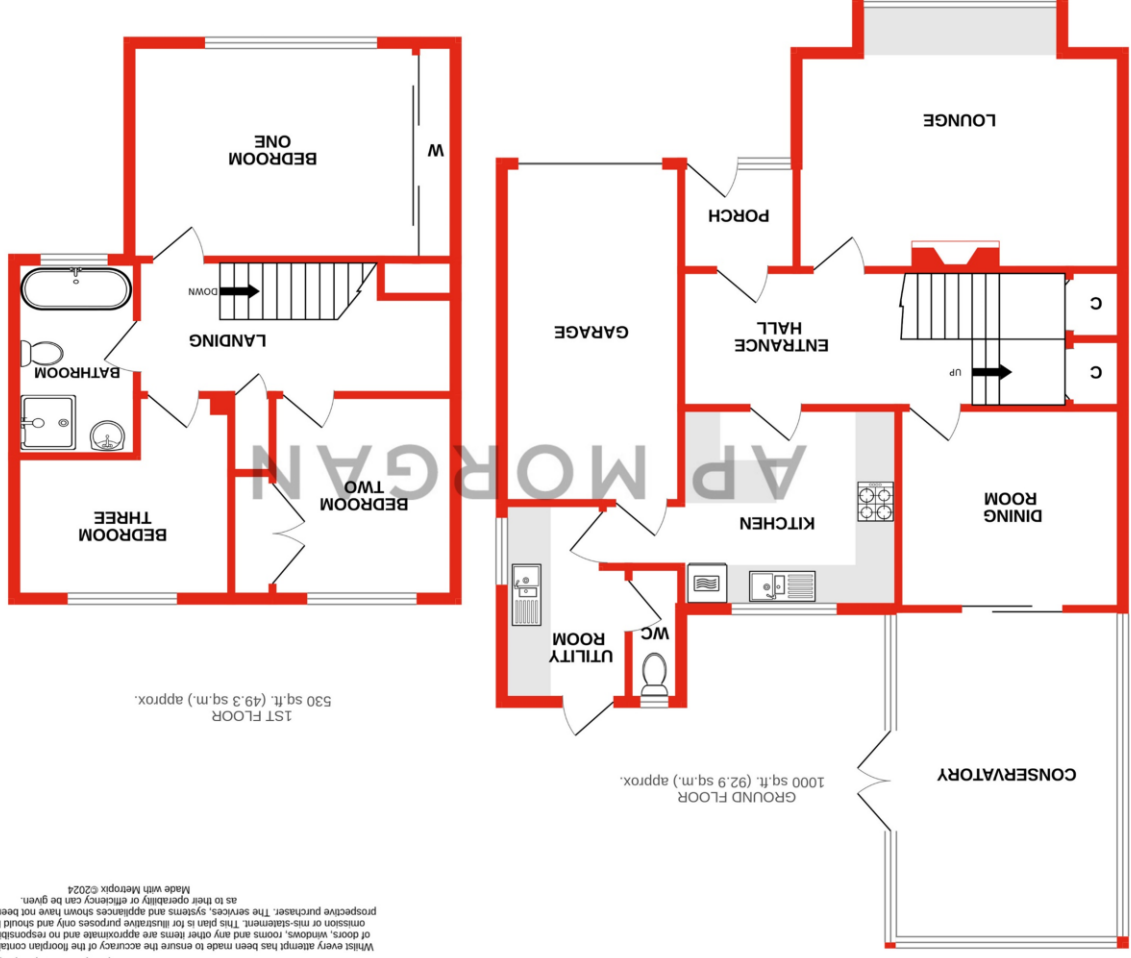 Whilst every attempt has been made to ensure the accuracy of the floorplan
of doors, windows, rooms and any other items are approximate and no
omission or mis-statement. This plan is for illustrative purposes only and should
prospective purchaser. The services, systems and appliances shown have not been
as to their operability or efficiency can be given.
Made with Metropix ©2024
GROUND FLOOR
1000 sq.ft. (92.9 sq.m.) approx.
CONSERVATORY
UTILITY
ROOM
WC
DINING
ROOM
KITCHEN
C
C
UP
ENTRANCE
HALL
GARAGE
PORCH
LOUNGE
1ST FLOOR
530 sq.ft. (49.3 sq.m.) approx.
BEDROOM
TWO
BEDROOM
THREE
BATHROOM
LANDING
DOWN
BEDROOM
ONE
W
AP MORGAN